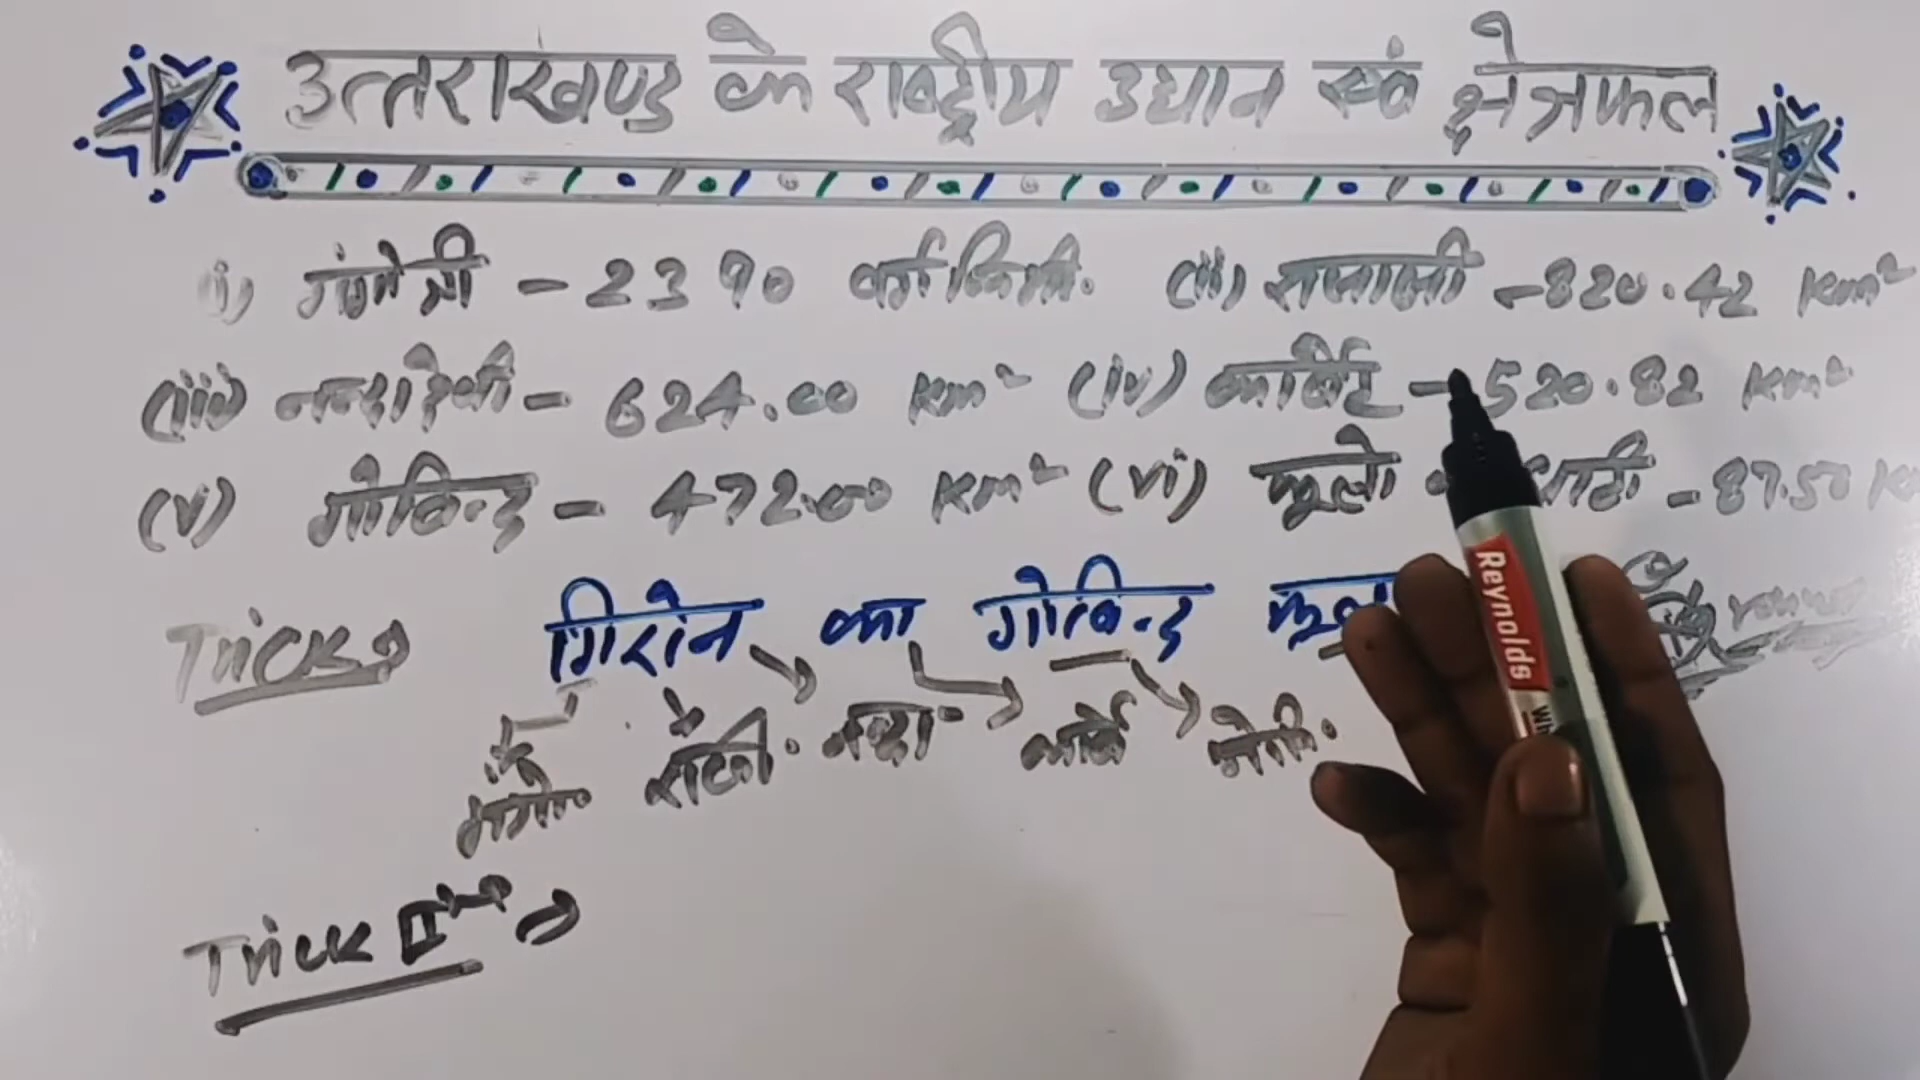 उत्तराखण्ड के राष्ट्रीय उधान एवं क्षेत्रफल
i) गंगोत्री - 2390 वर्ग किमी. (ii) राजाजी - 820.42 Km²
(iii) नन्दादेवी - 624.00 Km² (iv) कार्बेट - 520.82 Km²
(v) गोविन्द - 472.00 Km² (vi) फूलो घाटी - 87.50
Trick
गिरोन का गोविन्द
नन्दा कार्बे
Trick II
Reynolds